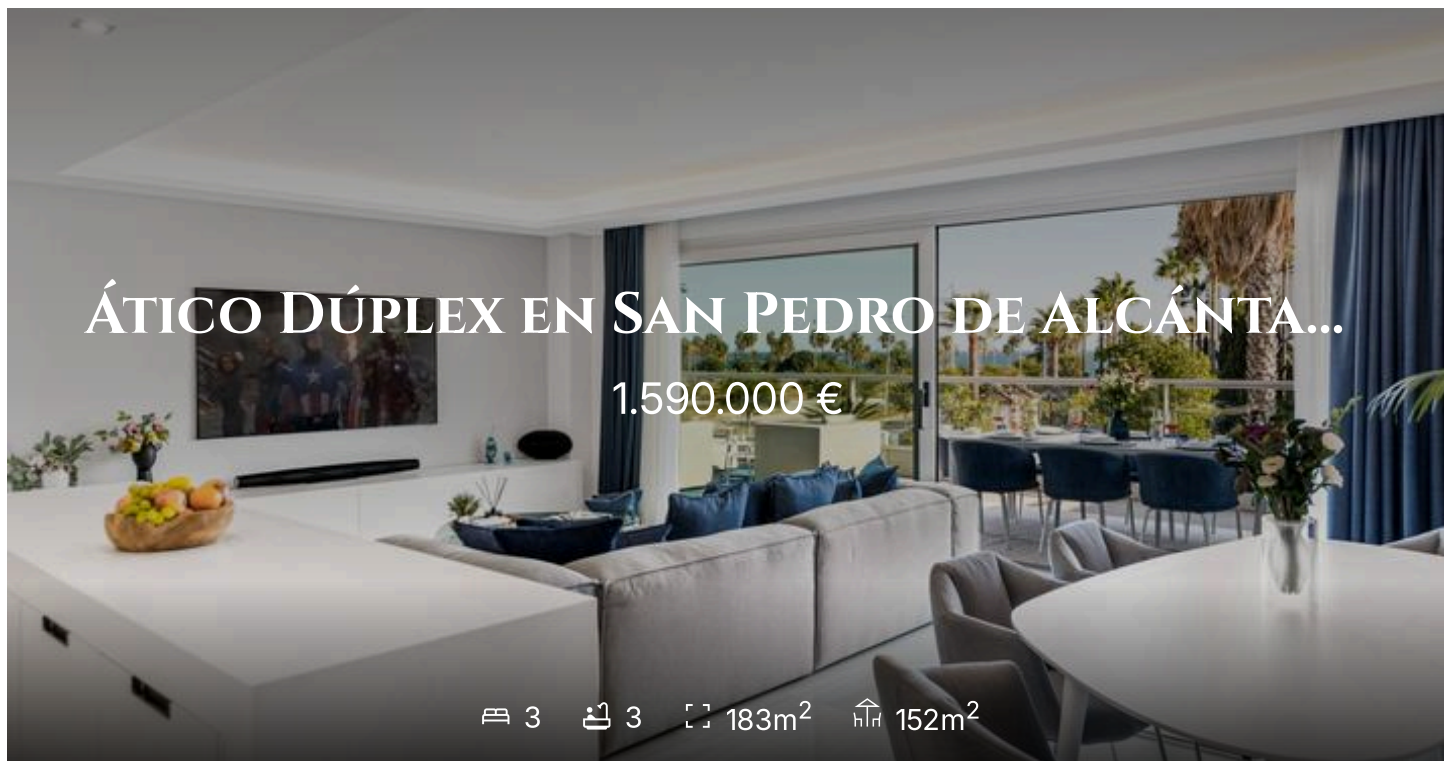 Ático Dúplex en San Pedro de Alcánta...
1.590.000 €
3 3 183m² 152m²